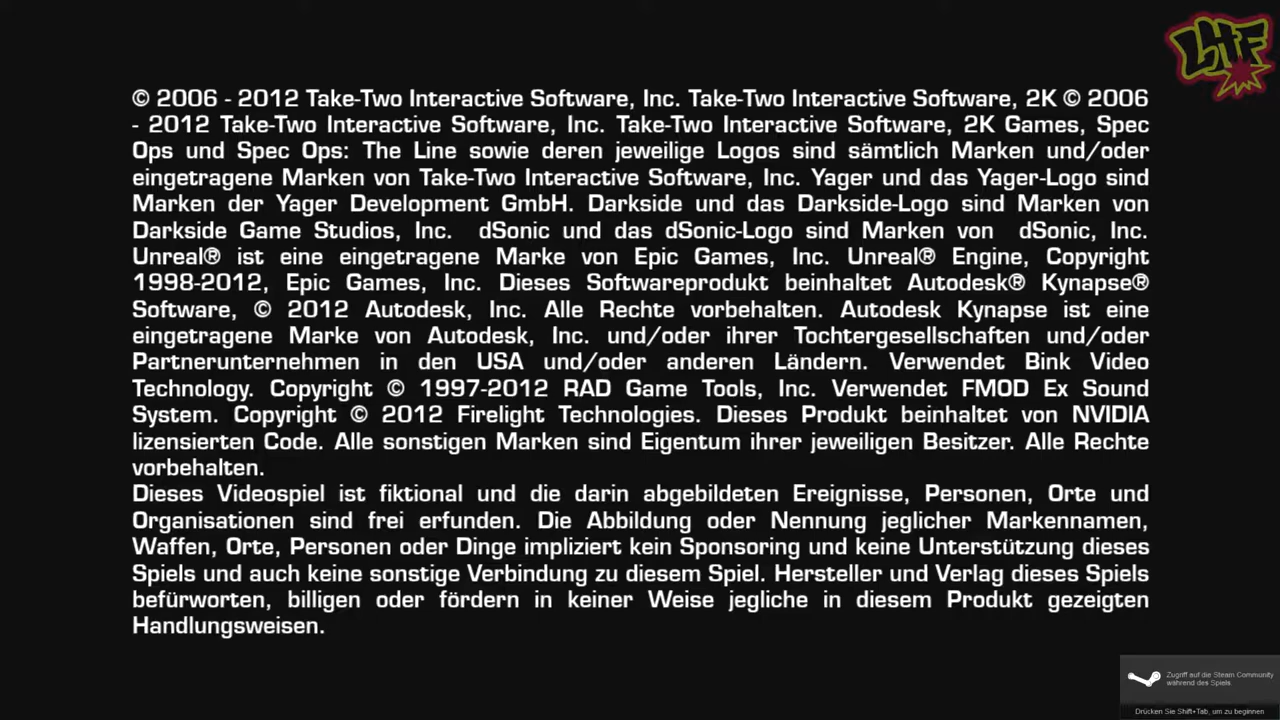 LHF
© 2006 - 2012 Take-Two Interactive Software, Inc. Take-Two Interactive Software, 2K © 2006
- 2012 Take-Two Interactive Software, Inc. Take-Two Interactive Software, 2K Games, Spec
Ops und Spec Ops: The Line sowie deren jeweilige Logos sind sämtlich Marken und/oder
eingetragene Marken von Take-Two Interactive Software, Inc. Yager und das Yager-Logo sind
Marken der Yager Development GmbH. Darkside und das Darkside-Logo sind Marken von
Darkside Game Studios, Inc. dSonic und das dSonic-Logo sind Marken von dSonic, Inc.
Unreal® ist eine eingetragene Marke von Epic Games, Inc. Unreal® Engine, Copyright
1998-2012, Epic Games, Inc. Dieses Softwareprodukt beinhaltet Autodesk® Kynapse®
Software, © 2012 Autodesk, Inc. Alle Rechte vorbehalten. Autodesk Kynapse ist eine
eingetragene Marke von Autodesk, Inc. und/oder ihrer Tochtergesellschaften und/oder
Partnerunternehmen in den USA und/oder anderen Ländern. Verwendet Bink Video
Technology. Copyright © 1997-2012 RAD Game Tools, Inc. Verwendet FMOD Ex Sound
System. Copyright © 2012 Firelight Technologies. Dieses Produkt beinhaltet von NVIDIA
lizensierten Code. Alle sonstigen Marken sind Eigentum ihrer jeweiligen Besitzer. Alle Rechte
vorbehalten.
Dieses Videospiel ist fiktional und die darin abgebildeten Ereignisse, Personen, Orte und
Organisationen sind frei erfunden. Die Abbildung oder Nennung jeglicher Markennamen,
Waffen, Orte, Personen oder Dinge impliziert kein Sponsoring und keine Unterstützung dieses
Spiels und auch keine sonstige Verbindung zu diesem Spiel. Hersteller und Verlag dieses Spiels
befürworten, billigen oder fördern in keiner Weise jegliche in diesem Produkt gezeigten
Handlungsweisen.
Zugriff auf die Steam Community
während des Spiels.
Drücken Sie Shift+Tab, um zu beginnen